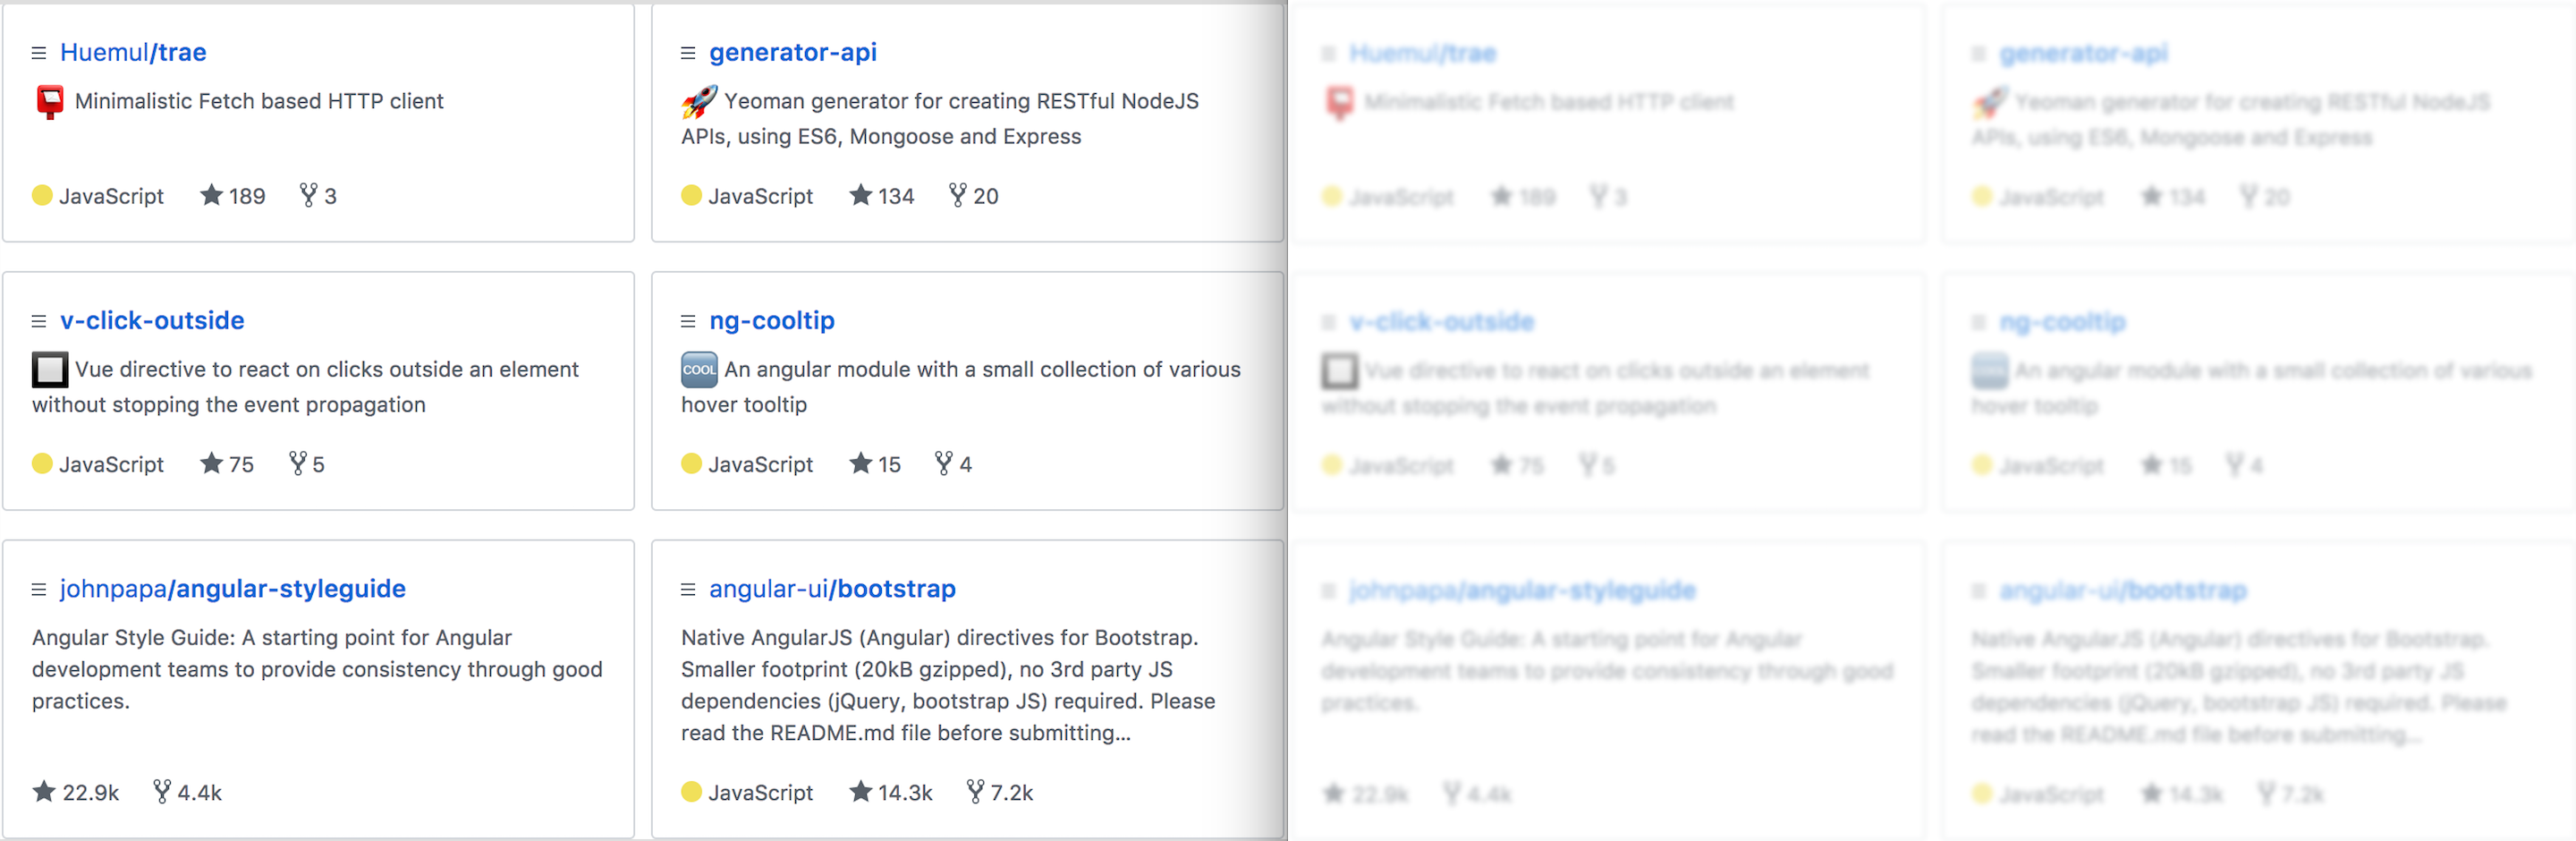 Huemul/trae
Minimalistic Fetch based HTTP client
JavaScript 189 3
generator-api
Yeoman generator for creating RESTful NodeJS
APIs, using ES6, Mongoose and Express
JavaScript 134 20
v-click-outside
Vue directive to react on clicks outside an element
without stopping the event propagation
JavaScript 75 5
ng-cooltip
COOL An angular module with a small collection of various
hover tooltip
JavaScript 15 4
johnpapa/angular-styleguide
Angular Style Guide: A starting point for Angular
development teams to provide consistency through good
practices.
22.9k 4.4k
angular-ui/bootstrap
Native AngularJS (Angular) directives for Bootstrap.
Smaller footprint (20kB gzipped), no 3rd party JS
dependencies (jQuery, bootstrap JS) required. Please
read the README.md file before submitting...
JavaScript 14.3k 7.2k
Huemul/trae
Minimalistic Fetch based HTTP client
JavaScript 189 3
generator-api
Yeoman generator for creating RESTful NodeJS
APIs, using ES6, Mongoose and Express
JavaScript 134 20
v-click-outside
Vue directive to react on clicks outside an element
without stopping the event propagation
JavaScript 75 5
ng-cooltip
An angular module with a small collection of various
hover tooltip
JavaScript 15 4
johnpapa/angular-styleguide
Angular Style Guide: A starting point for Angular
development teams to provide consistency through good
practices.
22.9k 4.4k
angular-ui/bootstrap
Native AngularJS (Angular) directives for Bootstrap.
Smaller footprint (20kB gzipped), no 3rd party JS
dependencies (jQuery, bootstrap JS) required. Please
read the README.md file before submitting...
JavaScript 14.3k 7.2k